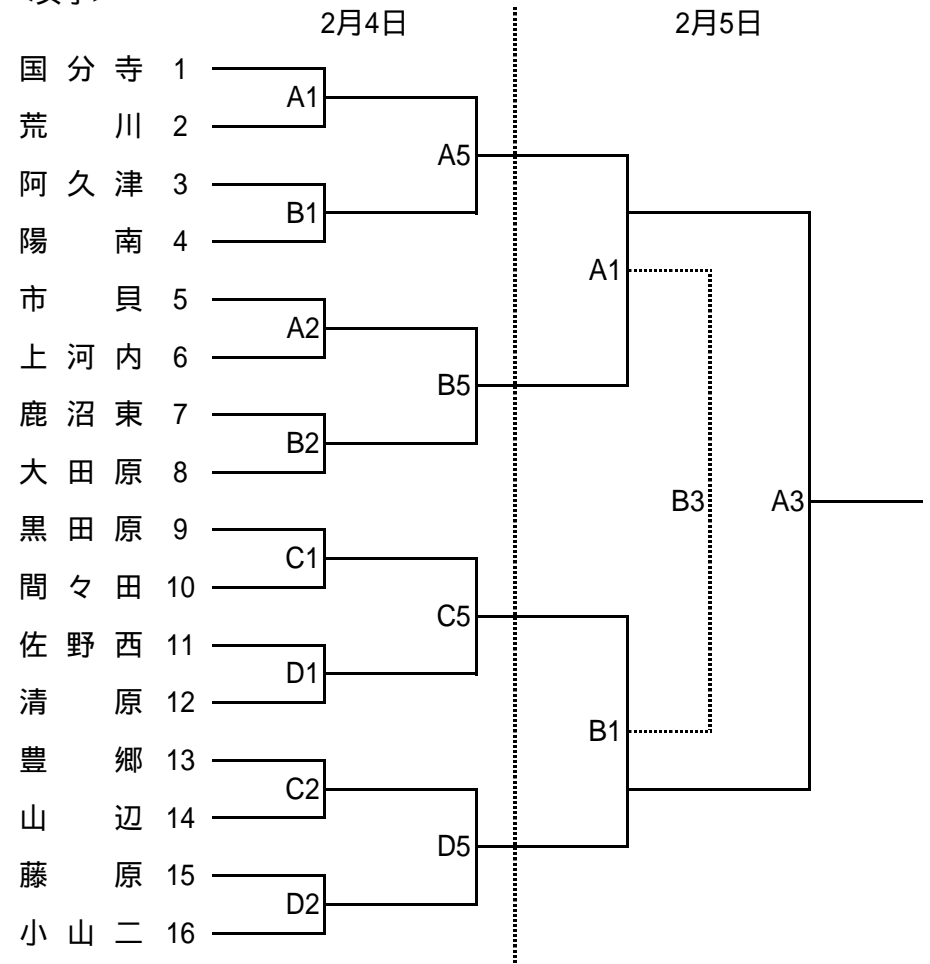 2月4日 2月5日
国分寺 1
A1
荒川 2
A5
阿久津 3
B1
陽南 4
A1
市貝 5
A2
上河内 6
B5
鹿沼東 7
B2
大田原 8
B3 A3
黒田原 9
C1
間々田 10
C5
佐野西 11
D1
清原 12
B1
豊郷 13
C2
山辺 14
D5
藤原 15
D2
小山二 16